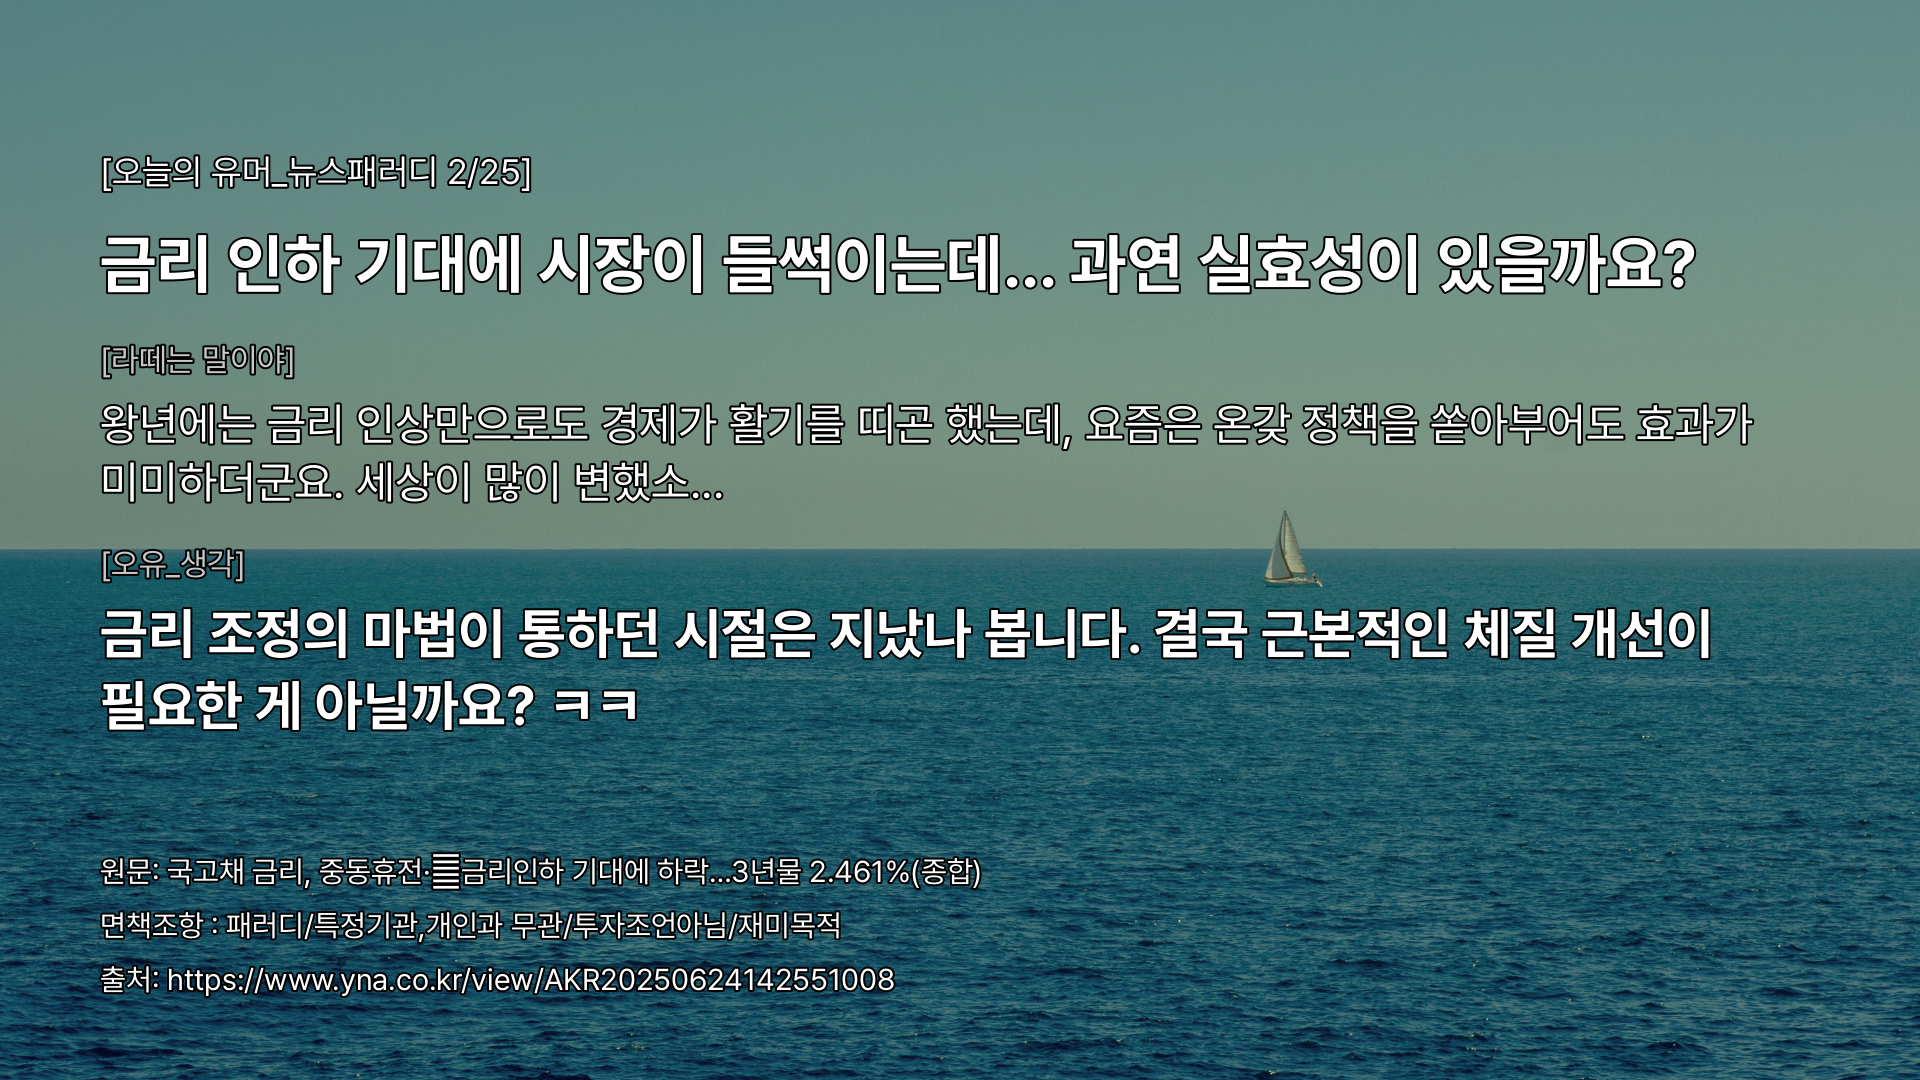 [오늘의 유머_뉴스패러디 2/25]
금리 인하 기대에 시장이 들썩이는데... 과연 실효성이 있을까요?
[라떼는 말이야]
왕년에는 금리 인상만으로도 경제가 활기를 띠곤 했는데, 요즘은 온갖 정책을 쏟아부어도 효과가
미미하더군요. 세상이 많이 변했소...
[오유_생각]
금리 조정의 마법이 통하던 시절은 지났나 봅니다. 결국 근본적인 체질 개선이
필요한 게 아닐까요? ㅋㅋ
원문: 국고채 금리, 중동휴전·금리인하 기대에 하락...3년물 2.461%(종합)
면책조항 : 패러디/특정기관,개인과 무관/투자조언아님/재미목적
출처: https://www.yna.co.kr/view/AKR20250624142551008